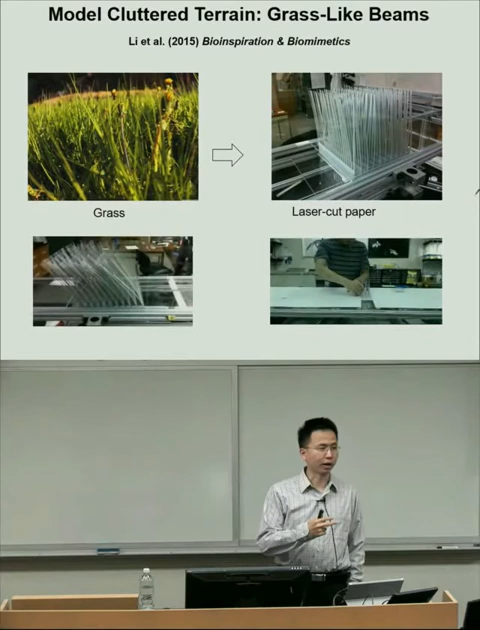 Model Cluttered Terrain: Grass-Like Beams
Li et al. (2015) Bioinspiration & Biomimetics
Grass
Laser-cut paper